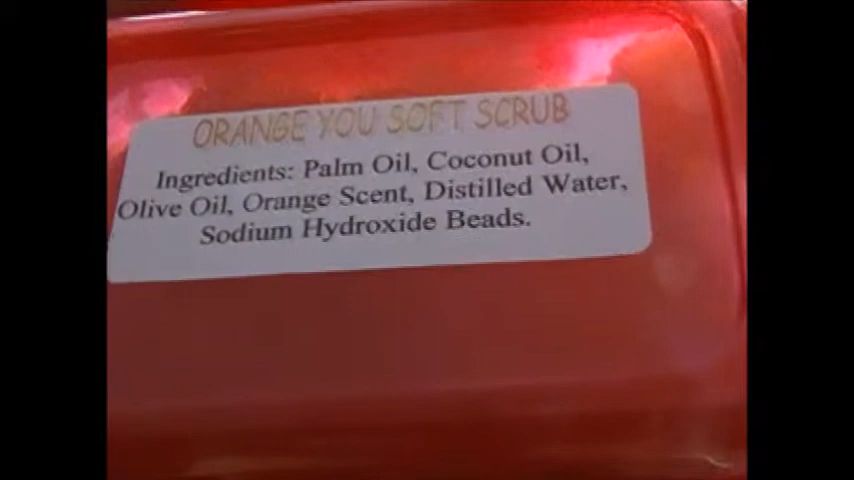 ORANGE YOU SOFT SCRUB
Ingredients: Palm Oil, Coconut Oil,
Olive Oil, Orange Scent, Distilled Water,
Sodium Hydroxide Beads.